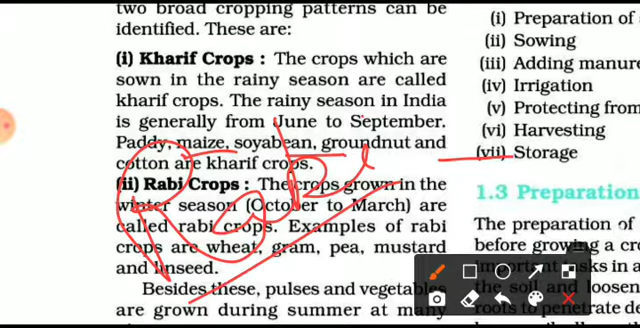 two broad cropping patterns can be
identified. These are:
(i) Kharif Crops : The crops which are
sown in the rainy season are called
kharif crops. The rainy season in India
is generally from June to September.
Paddy, maize, soyabean, groundnut and
cotton are kharif crops.
(ii) Rabi Crops : The crops grown in the
winter season (October to March) are
called rabi crops. Examples of rabi
crops are wheat, gram, pea, mustard
and linseed.
Besides these, pulses and vegetables
are grown during summer at many
Rabi
(i) Preparation of
(ii) Sowing
(iii) Adding manure
(iv) Irrigation
(v) Protecting from
(vi) Harvesting
(vii) Storage
1.3 Preparation
The preparation of
before growing a
important tasks in a
the soil and loosen
roots to penetrate